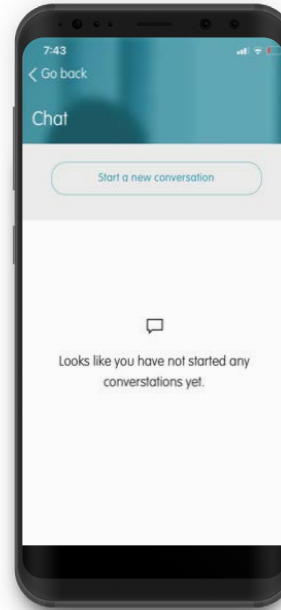 7:43
Go back
Chat
Start a new conversation
Looks like you have not started any
converstations yet.